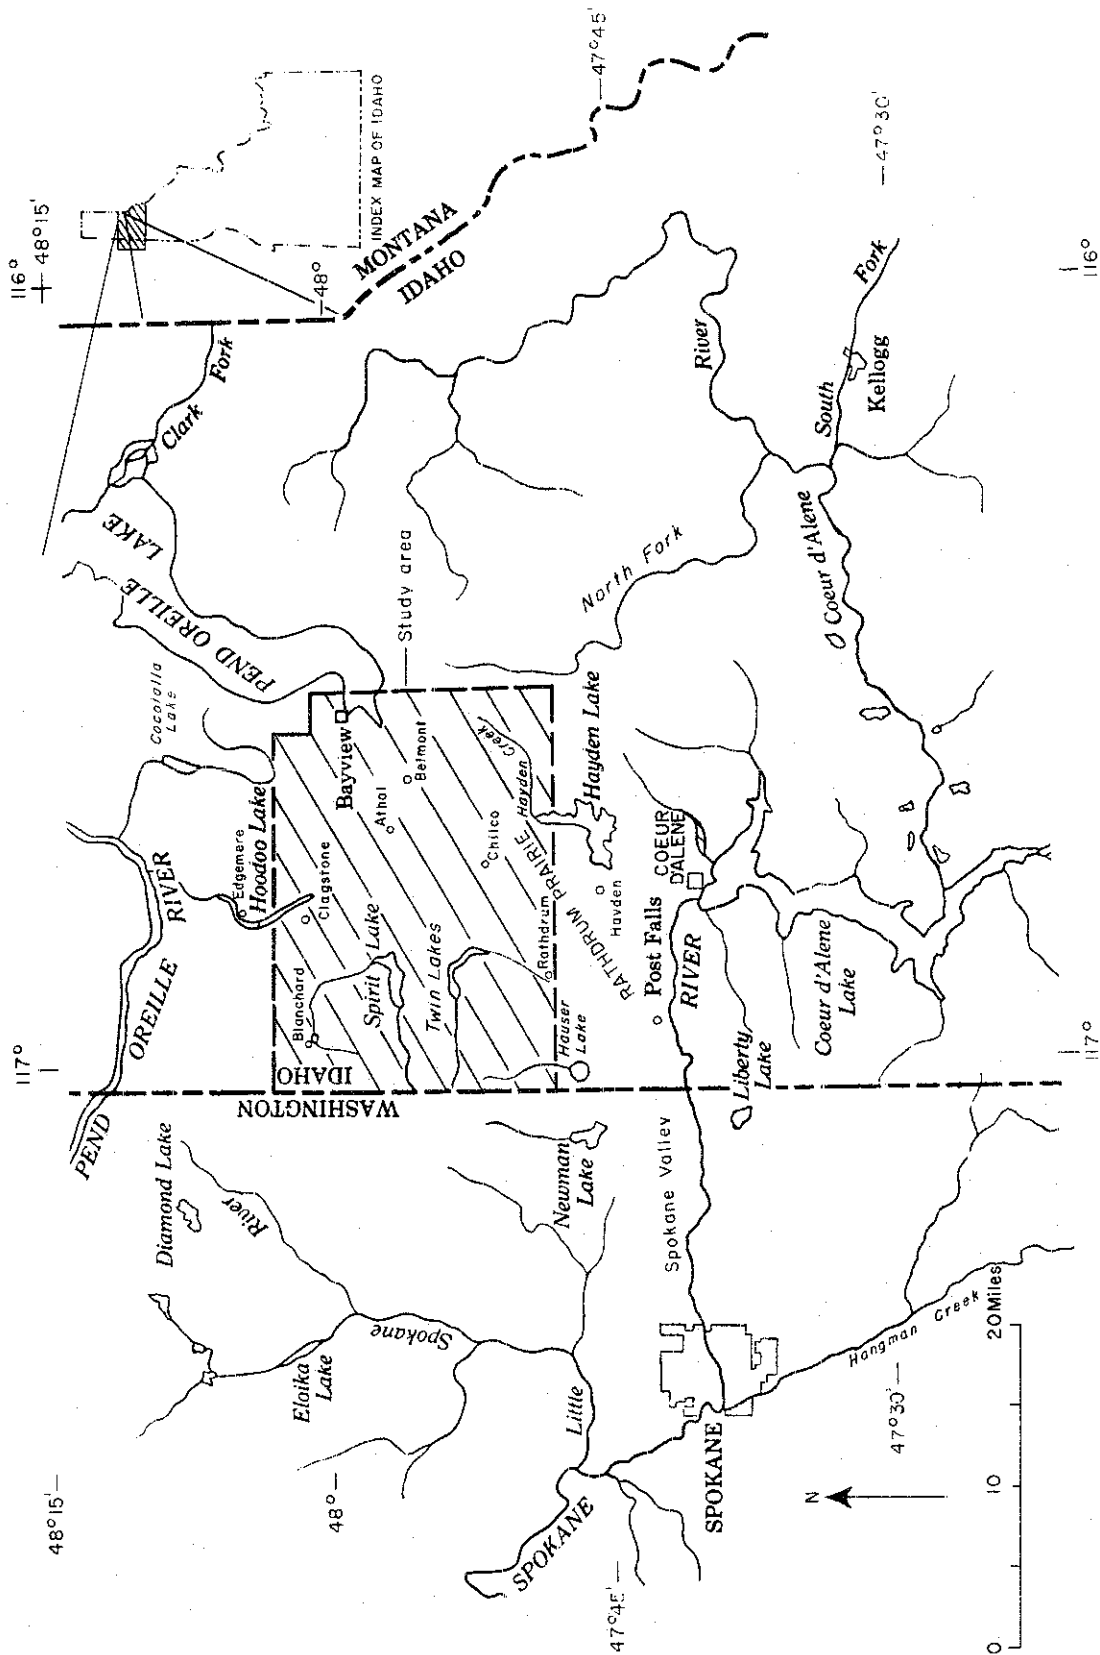 116°
48°15'
48°
INDEX MAP OF IDAHO
MONTANA
IDAHO
47°45'
47°30'
116°
Clark
Fork
PEND OREILLE
LAKE
Study area
River
South
Fork
Kellogg
North Fork
Coeur d'Alene
Cocolalla
Lake
Bayview
Belmont
Athol
Chilco
Hayden
Creek
Hayden Lake
PEND
OREILLE
RIVER
Edgemere
Hoodoo Lake
Clagstone
Blanchard
Spirit Lake
Twin Lakes
Rathdrum
RATHDRUM PRAIRIE
Hayden
Hauser
Lake
COEUR
D'ALENE
Post Falls
RIVER
Coeur d'Alene
Lake
Liberty
Lake
117°
117°
IDAHO
WASHINGTON
Diamond Lake
River
Spokane
Little
Eloika
Lake
Newman
Lake
Spokane Valley
Hangman Creek
SPOKANE
SPOKANE
48°15'
48°
47°45'
47°30'
N
0
10
20 Miles